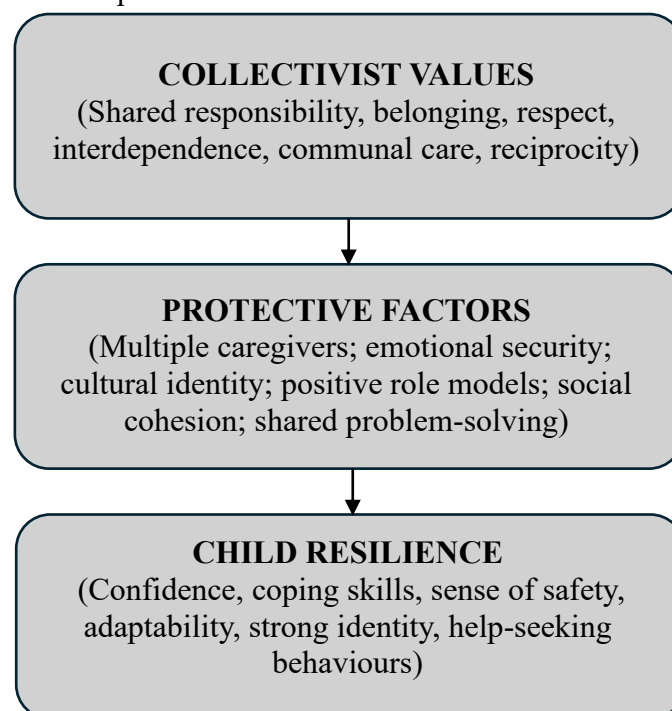 COLLECTIVIST VALUES
(Shared responsibility, belonging, respect,
interdependence, communal care, reciprocity)
PROTECTIVE FACTORS
(Multiple caregivers; emotional security;
cultural identity; positive role models; social
cohesion; shared problem-solving)
CHILD RESILIENCE
(Confidence, coping skills, sense of safety,
adaptability, strong identity, help-seeking
behaviours)